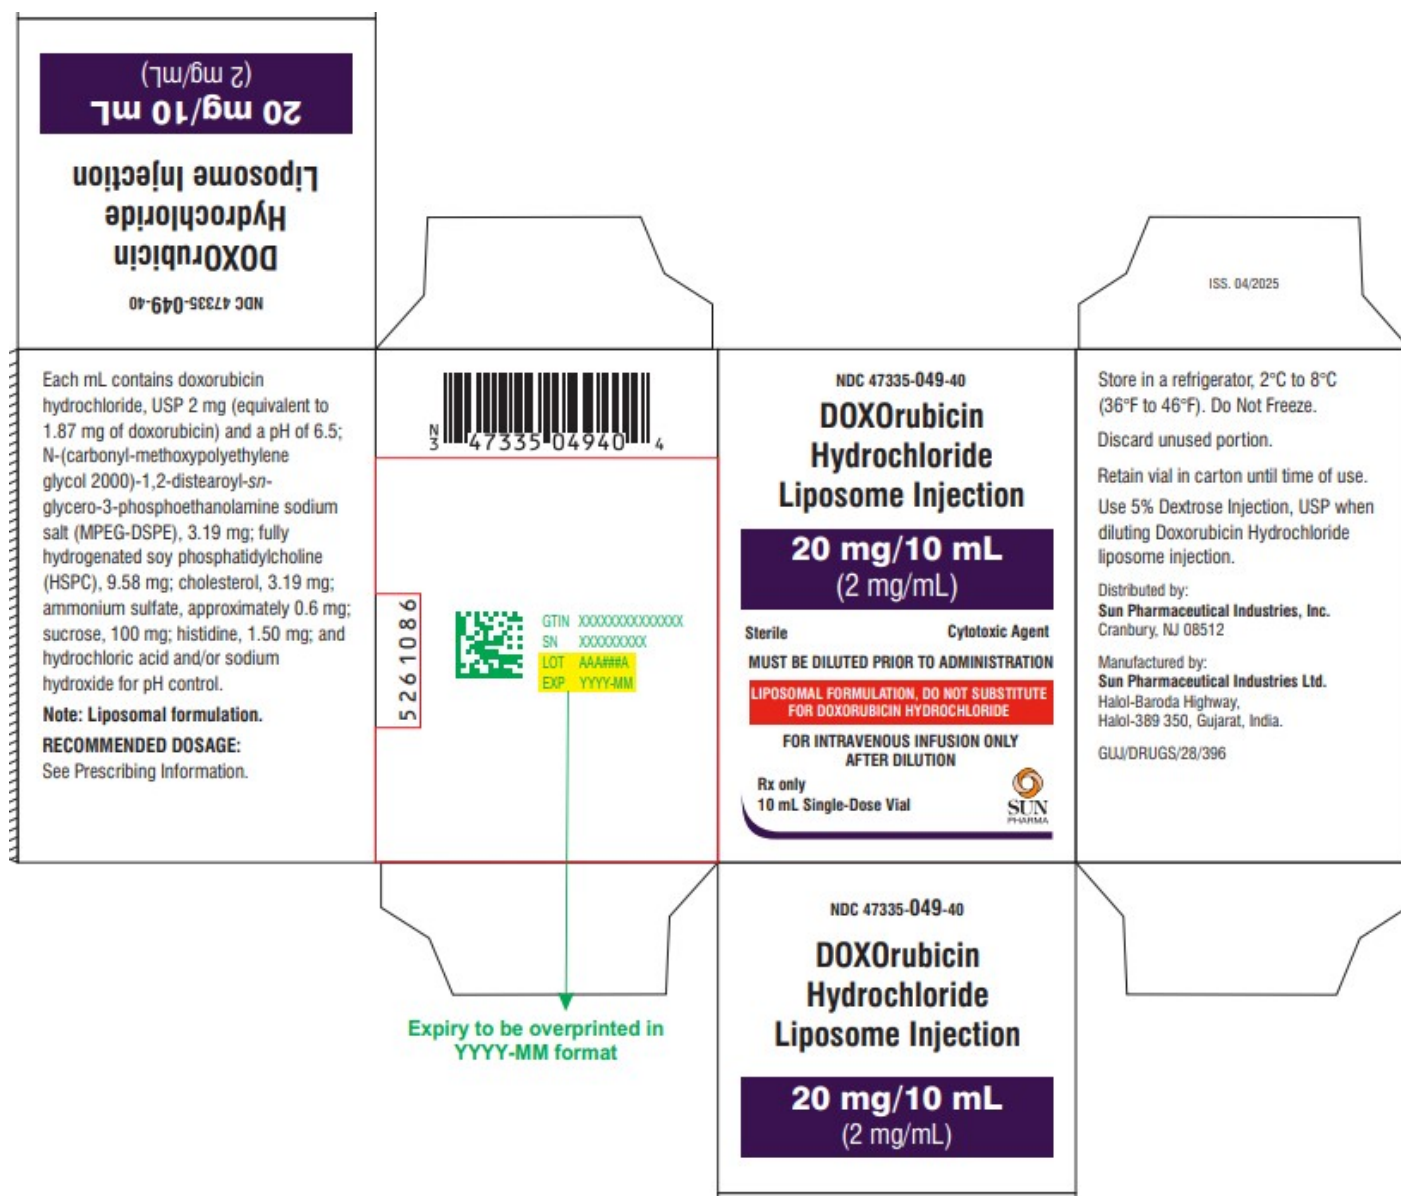 (2 mg/mL)
20 mg/10 mL
Liposome Injection
Hydrochloride
DOXOrubicin
NDC 47335-049-40
Each mL contains doxorubicin
hydrochloride, USP 2 mg (equivalent to
1.87 mg of doxorubicin) and a pH of 6.5;
N-(carbonyl-methoxypolyethylene
glycol 2000)-1,2-distearoyl-sn-
glycero-3-phosphoethanolamine sodium
salt (MPEG-DSPE), 3.19 mg; fully
hydrogenated soy phosphatidylcholine
(HSPC), 9.58 mg; cholesterol, 3.19 mg;
ammonium sulfate, approximately 0.6 mg;
sucrose, 100 mg; histidine, 1.50 mg; and
hydrochloric acid and/or sodium
hydroxide for pH control.
Note: Liposomal formulation.
RECOMMENDED DOSAGE:
See Prescribing Information.
N
3 47335 04940 4
5261086
GTIN XXXXXXXXXXXXXX
SN XXXXXXXXX
LOT AAA###A
EXP YYYY-MM
Expiry to be overprinted in
YYYY-MM format
NDC 47335-049-40
DOXOrubicin
Hydrochloride
Liposome Injection
20 mg/10 mL
(2 mg/mL)
Sterile Cytotoxic Agent
MUST BE DILUTED PRIOR TO ADMINISTRATION
LIPOSOMAL FORMULATION, DO NOT SUBSTITUTE
FOR DOXORUBICIN HYDROCHLORIDE
FOR INTRAVENOUS INFUSION ONLY
AFTER DILUTION
Rx only
10 mL Single-Dose Vial
SUN
PHARMA
NDC 47335-049-40
DOXOrubicin
Hydrochloride
Liposome Injection
20 mg/10 mL
(2 mg/mL)
ISS. 04/2025
Store in a refrigerator, 2°C to 8°C
(36°F to 46°F). Do Not Freeze.
Discard unused portion.
Retain vial in carton until time of use.
Use 5% Dextrose Injection, USP when
diluting Doxorubicin Hydrochloride
liposome injection.
Distributed by:
Sun Pharmaceutical Industries, Inc.
Cranbury, NJ 08512
Manufactured by:
Sun Pharmaceutical Industries Ltd.
Halol-Baroda Highway,
Halol-389 350, Gujarat, India.
GUJ/DRUGS/28/396